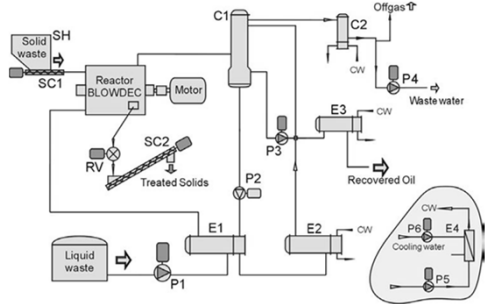 Offgas
Solid waste
SH
C1
C2
SC1
CW
P4
Reactor
BLOWDEC
Motor
Waste water
E3
CW
P3
RV
SC2
P2
Treated Solids
Recovered Oil
CW
E1
E2
CW
P6
E4
Cooling water
Liquid waste
P1
P5